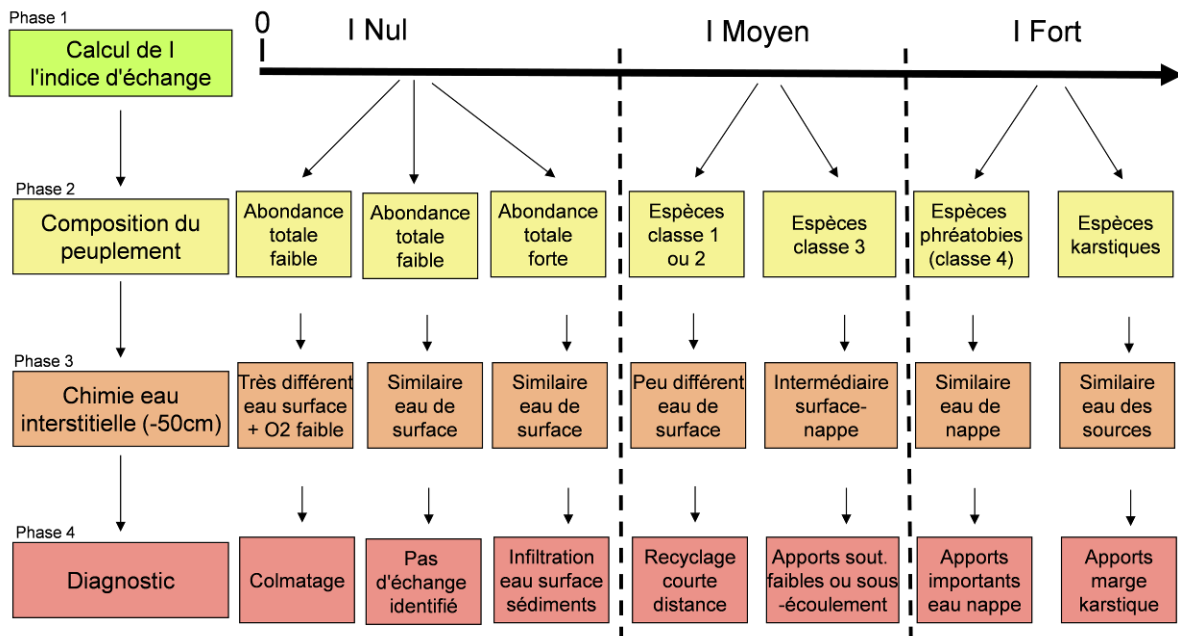 Phase 1
Calcul de I
l'indice d'échange
0
I Nul
I Moyen
I Fort
Phase 2
Composition du
peuplement
Abondance
totale
faible
Abondance
totale
faible
Abondance
totale
forte
Espèces
classe 1
ou 2
Espèces
classe 3
Espèces
phréatobies
(classe 4)
Espèces
karstiques
Phase 3
Chimie eau
interstitielle (-50cm)
Très différent
eau surface
+ O2 faible
Similaire
eau de
surface
Similaire
eau de
surface
Peu différent
eau de
surface
Intermédiaire
surface-
nappe
Similaire
eau de
nappe
Similaire
eau des
sources
Phase 4
Diagnostic
Colmatage
Pas
d'échange
identifié
Infiltration
eau surface
sédiments
Recyclage
courte
distance
Apports sout.
faibles ou sous
-écoulement
Apports
importants
eau nappe
Apports
marge
karstique